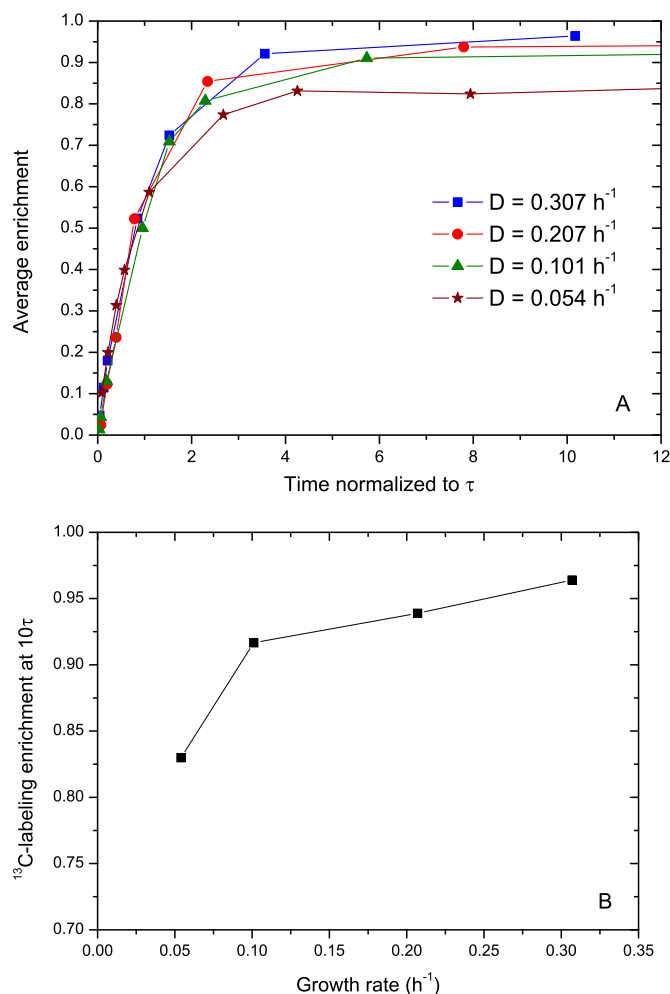 1.0
0.9
0.8
0.7
0.6
0.5
0.4
0.3
0.2
0.1
0.0
Average enrichment
D = 0.307 h⁻¹
D = 0.207 h⁻¹
D = 0.101 h⁻¹
D = 0.054 h⁻¹
A
0 2 4 6 8 10 12
Time normalized to τ
1.00
0.95
0.90
0.85
0.80
0.75
0.70
¹³C-labeling enrichment at 10τ
B
0.00 0.05 0.10 0.15 0.20 0.25 0.30 0.35
Growth rate (h⁻¹)